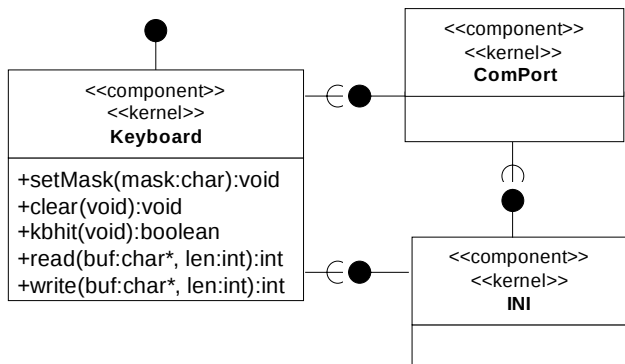 <<component>>
<<kernel>>
Keyboard
+setMask(mask:char):void
+clear(void):void
+kbhit(void):boolean
+read(buf:char*, len:int):int
+write(buf:char*, len:int):int
<<component>>
<<kernel>>
ComPort
<<component>>
<<kernel>>
INI